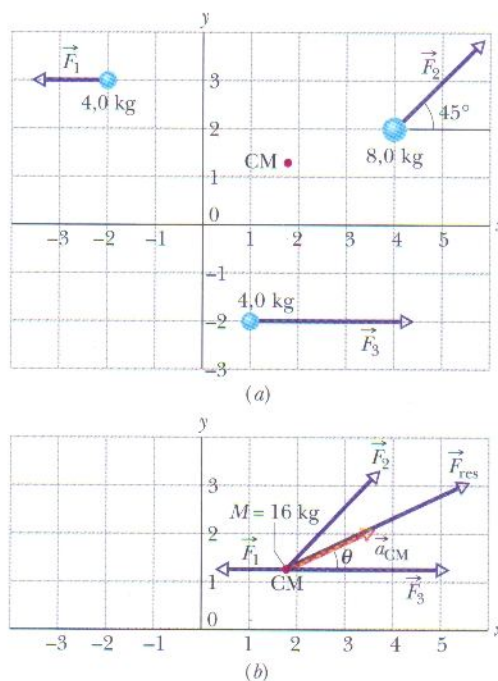 y
3
2
1
0
−1
−2
−3
−3 −2 −1 1 2 3 4 5 x
F₁
4,0 kg
F₂
45°
8,0 kg
CM
4,0 kg
F₃
(a)
y
3
2
1
0
−3 −2 −1 1 2 3 4 5 x
F₂
F_res
M = 16 kg
F₁
a_CM
θ
CM
F₃
(b)